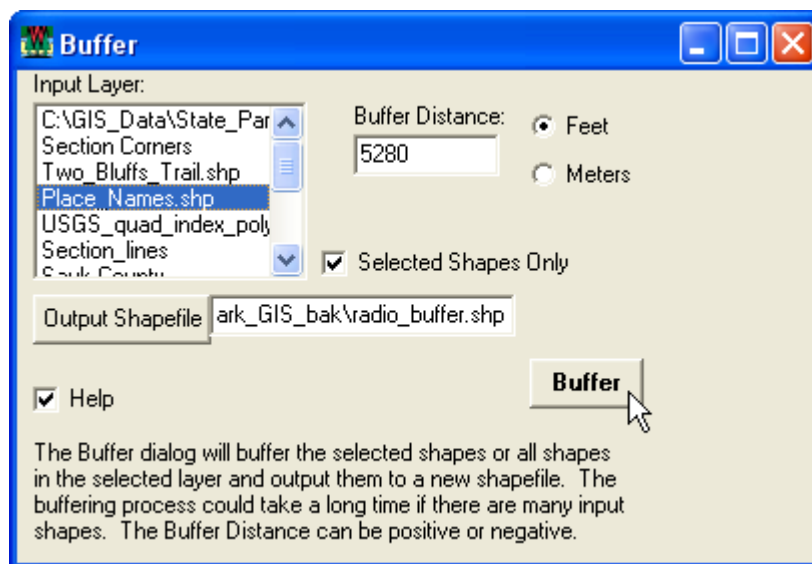 Buffer
Input Layer:
C:\GIS_Data\State_Par
Section Corners
Two_Bluffs_Trail.shp
Place_Names.shp
USGS_quad_index_poly
Section_lines
Sauk County
Buffer Distance:
5280
Feet
Meters
Selected Shapes Only
Output Shapefile
ark_GIS_bak\radio_buffer.shp
Buffer
Help
The Buffer dialog will buffer the selected shapes or all shapes
in the selected layer and output them to a new shapefile.  The
buffering process could take a long time if there are many input
shapes.  The Buffer Distance can be positive or negative.